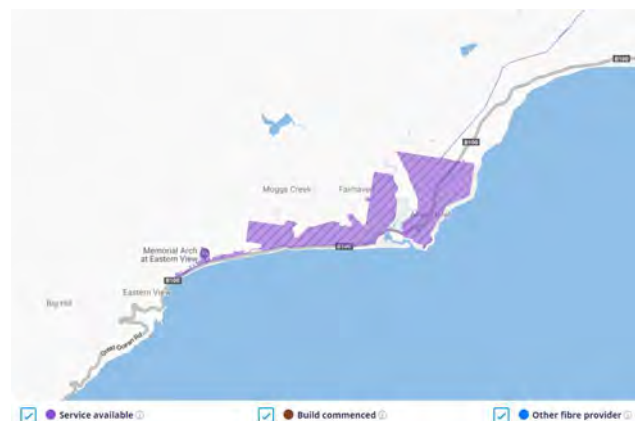 B100
B100
Mogga Creek
Fairhaven
Memorial Arch
at Eastern View
B100
B100
Eastern View
Big Hill
Great Ocean Rd
Service available
Build commenced
Other fibre provider